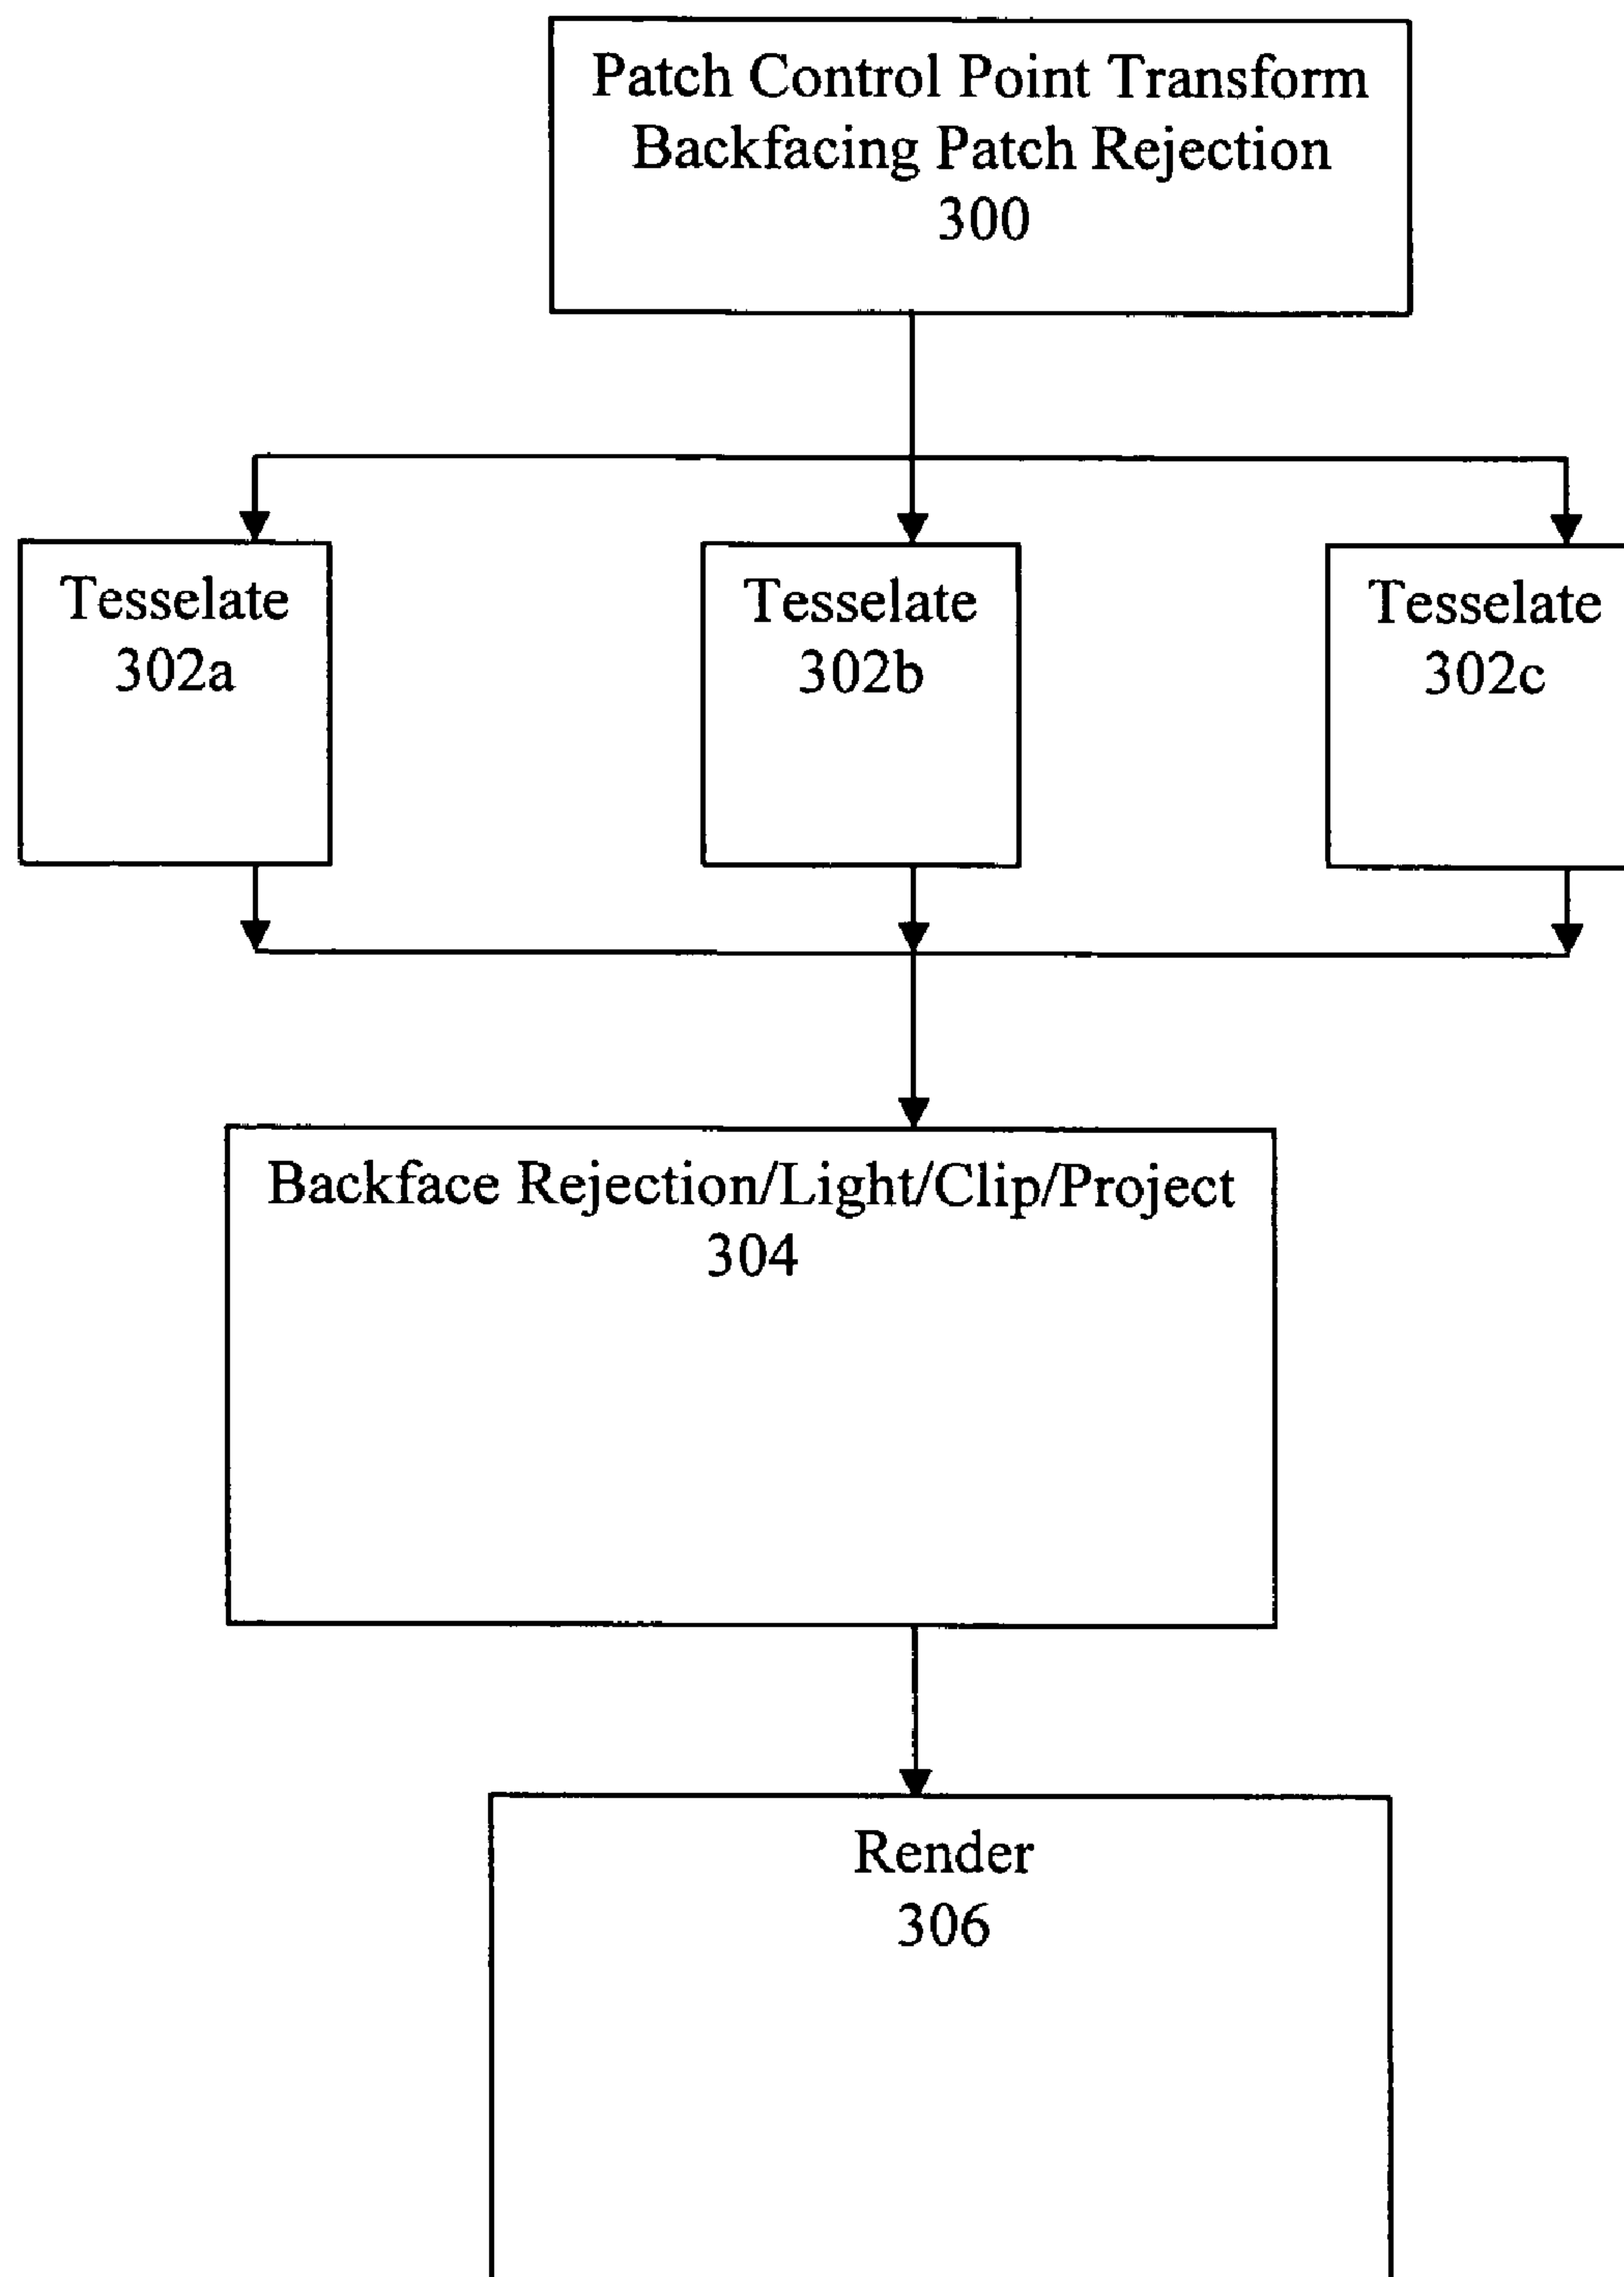 Patch Control Point Transform
Backfacing Patch Rejection
300
Tesselate
302a
Tesselate
302b
Tesselate
302c
Backface Rejection/Light/Clip/Project
304
Render
306